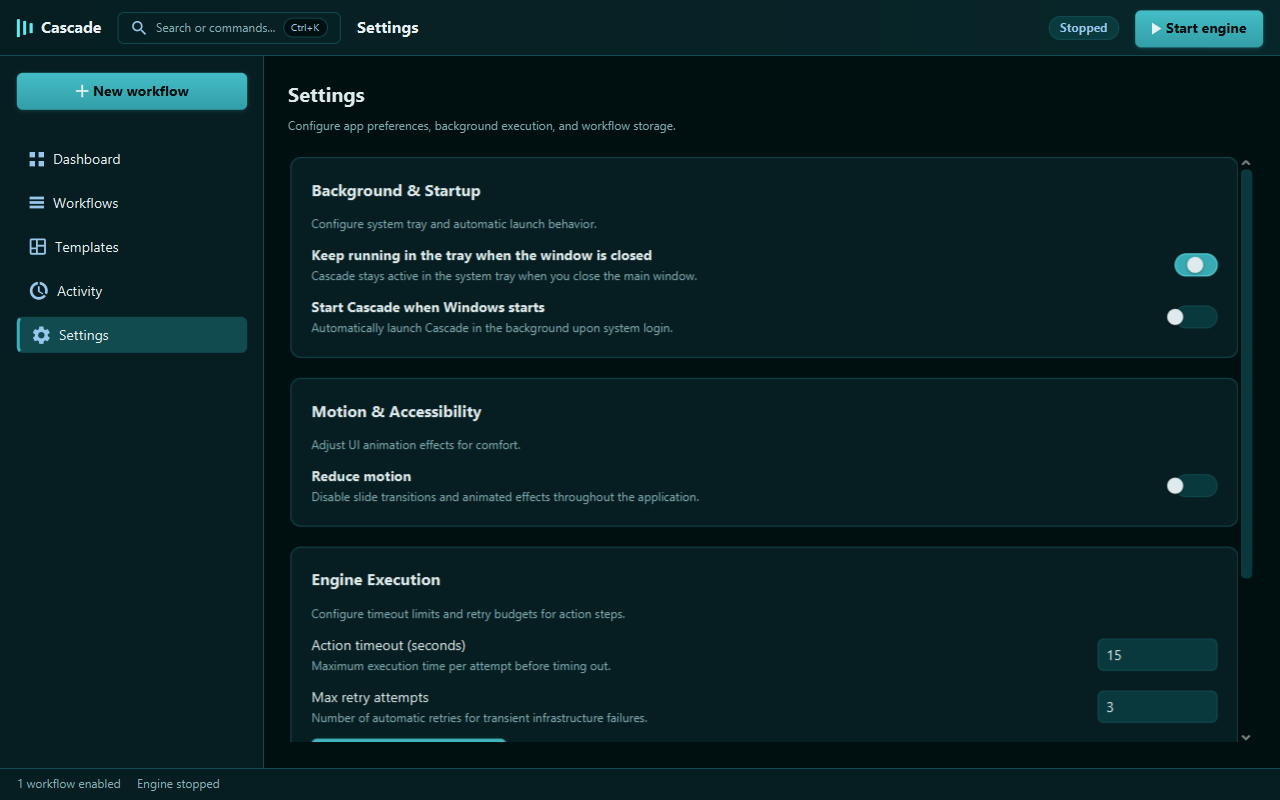 Cascade
Search or commands... Ctrl+K
Settings
Stopped
Start engine
New workflow
Dashboard
Workflows
Templates
Activity
Settings
Settings
Configure app preferences, background execution, and workflow storage.
Background & Startup
Configure system tray and automatic launch behavior.
Keep running in the tray when the window is closed
Cascade stays active in the system tray when you close the main window.
Start Cascade when Windows starts
Automatically launch Cascade in the background upon system login.
Motion & Accessibility
Adjust UI animation effects for comfort.
Reduce motion
Disable slide transitions and animated effects throughout the application.
Engine Execution
Configure timeout limits and retry budgets for action steps.
Action timeout (seconds)
Maximum execution time per attempt before timing out.
15
Max retry attempts
Number of automatic retries for transient infrastructure failures.
3
1 workflow enabled
Engine stopped